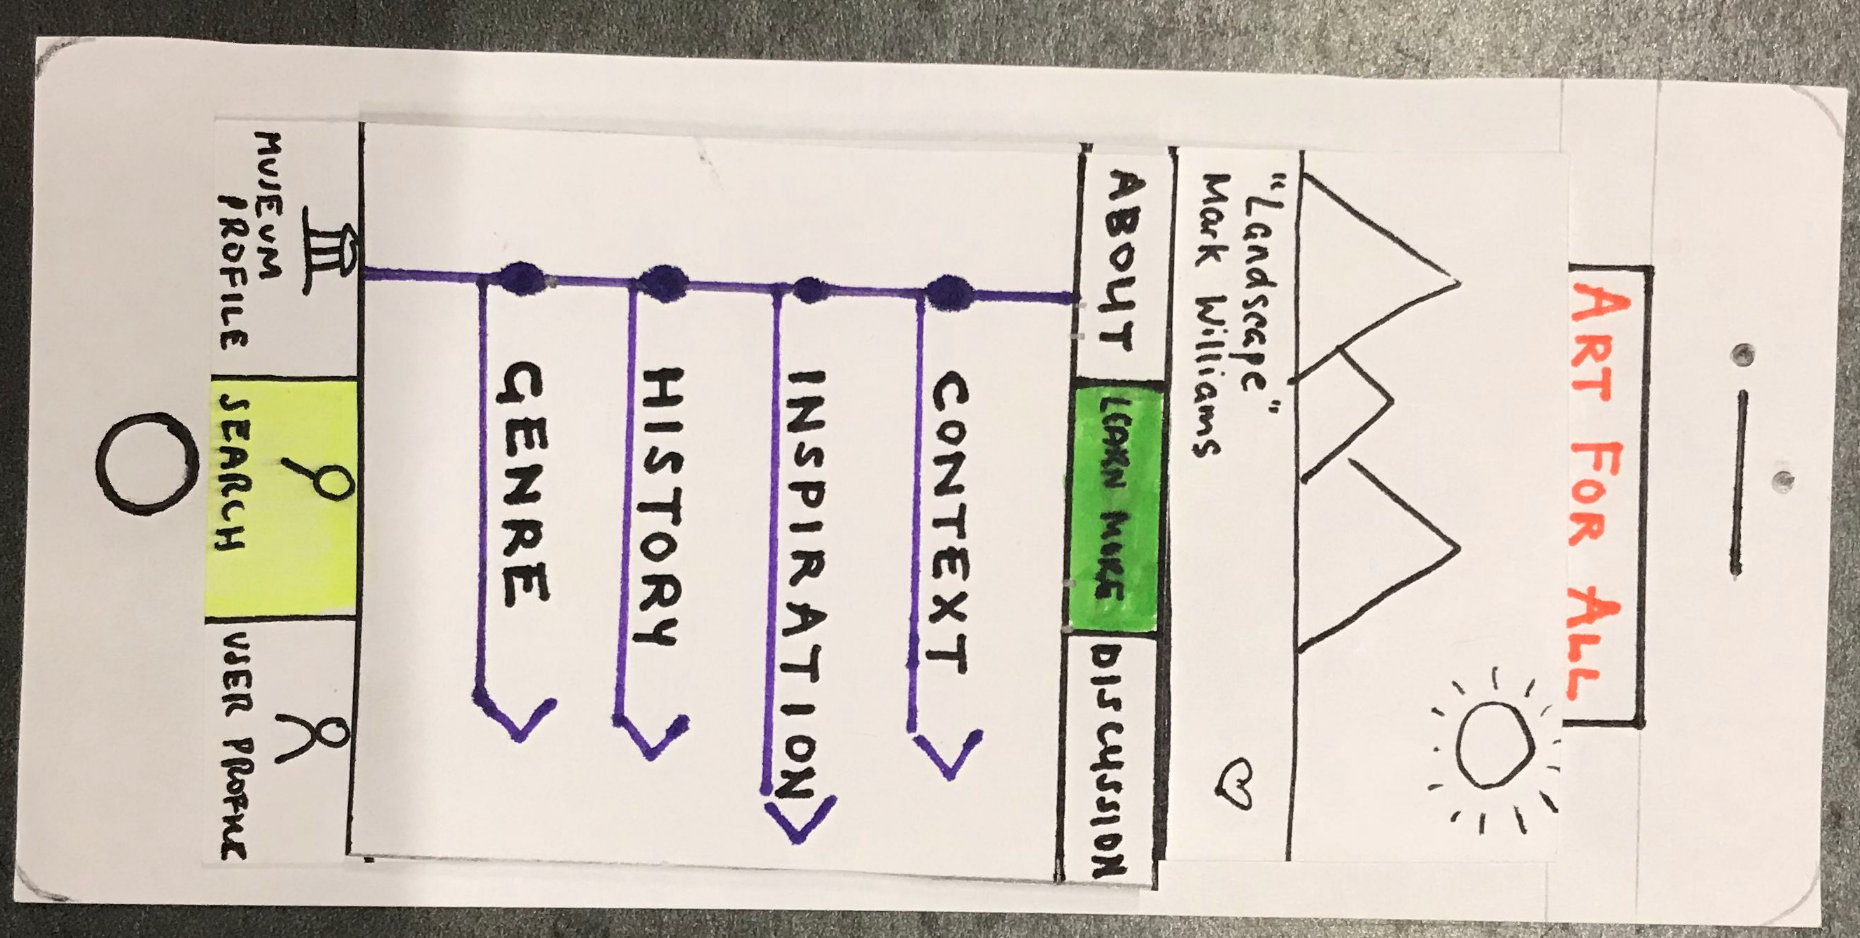 ART FOR ALL
"Landscape"
Mark Williams
ABOUT
LEARN MORE
DISCUSSION
CONTEXT
INSPIRATION
HISTORY
GENRE
MUSEUM
PROFILE
SEARCH
USER PROFILE